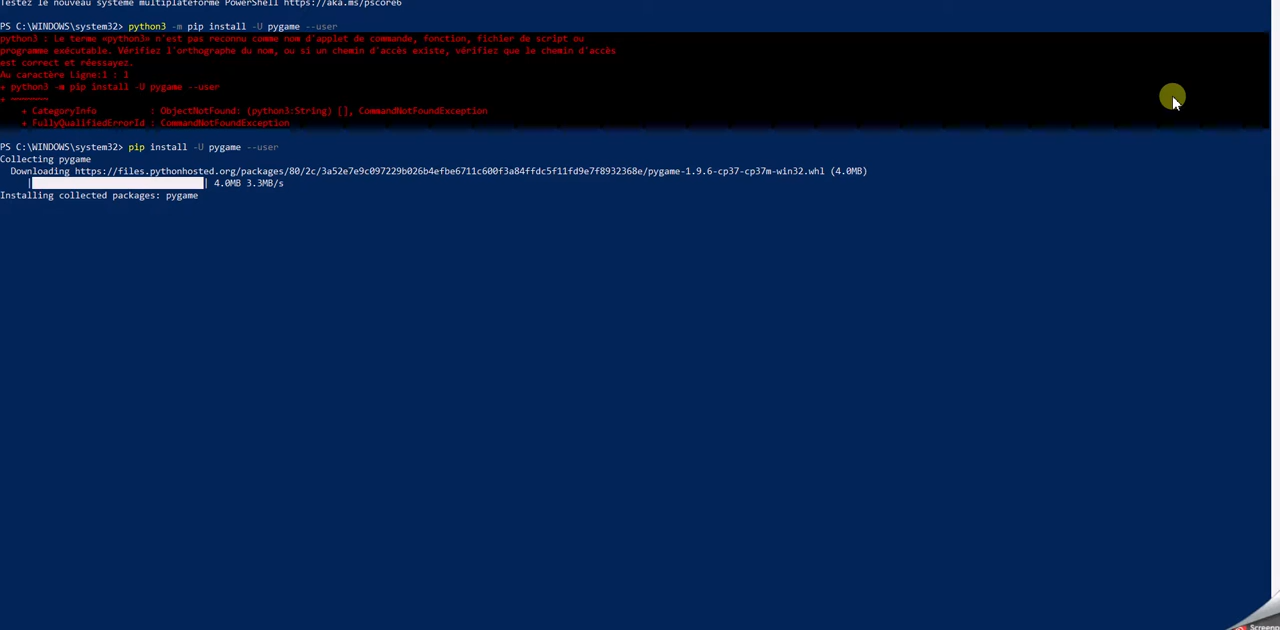 Testez le nouveau système multiplateforme PowerShell https://aka.ms/pscore6
PS C:\WINDOWS\system32> python3 -m pip install -U pygame --user
python3 : Le terme «python3» n'est pas reconnu comme nom d'applet de commande, fonction, fichier de script ou
programme exécutable. Vérifiez l'orthographe du nom, ou si un chemin d'accès existe, vérifiez que le chemin d'accès
est correct et réessayez.
Au caractère Ligne:1 : 1
+ python3 -m pip install -U pygame --user
+ ~~~~~~~
+ CategoryInfo : ObjectNotFound: (python3:String) [], CommandNotFoundException
+ FullyQualifiedErrorId : CommandNotFoundException
PS C:\WINDOWS\system32> pip install -U pygame --user
Collecting pygame
Downloading https://files.pythonhosted.org/packages/80/2c/3a52e7e9c097229b026b4efbe6711c600f3a84ffdc5f11fd9e7f8932368e/pygame-1.9.6-cp37-cp37m-win32.whl (4.0MB)
| | 4.0MB 3.3MB/s
Installing collected packages: pygame